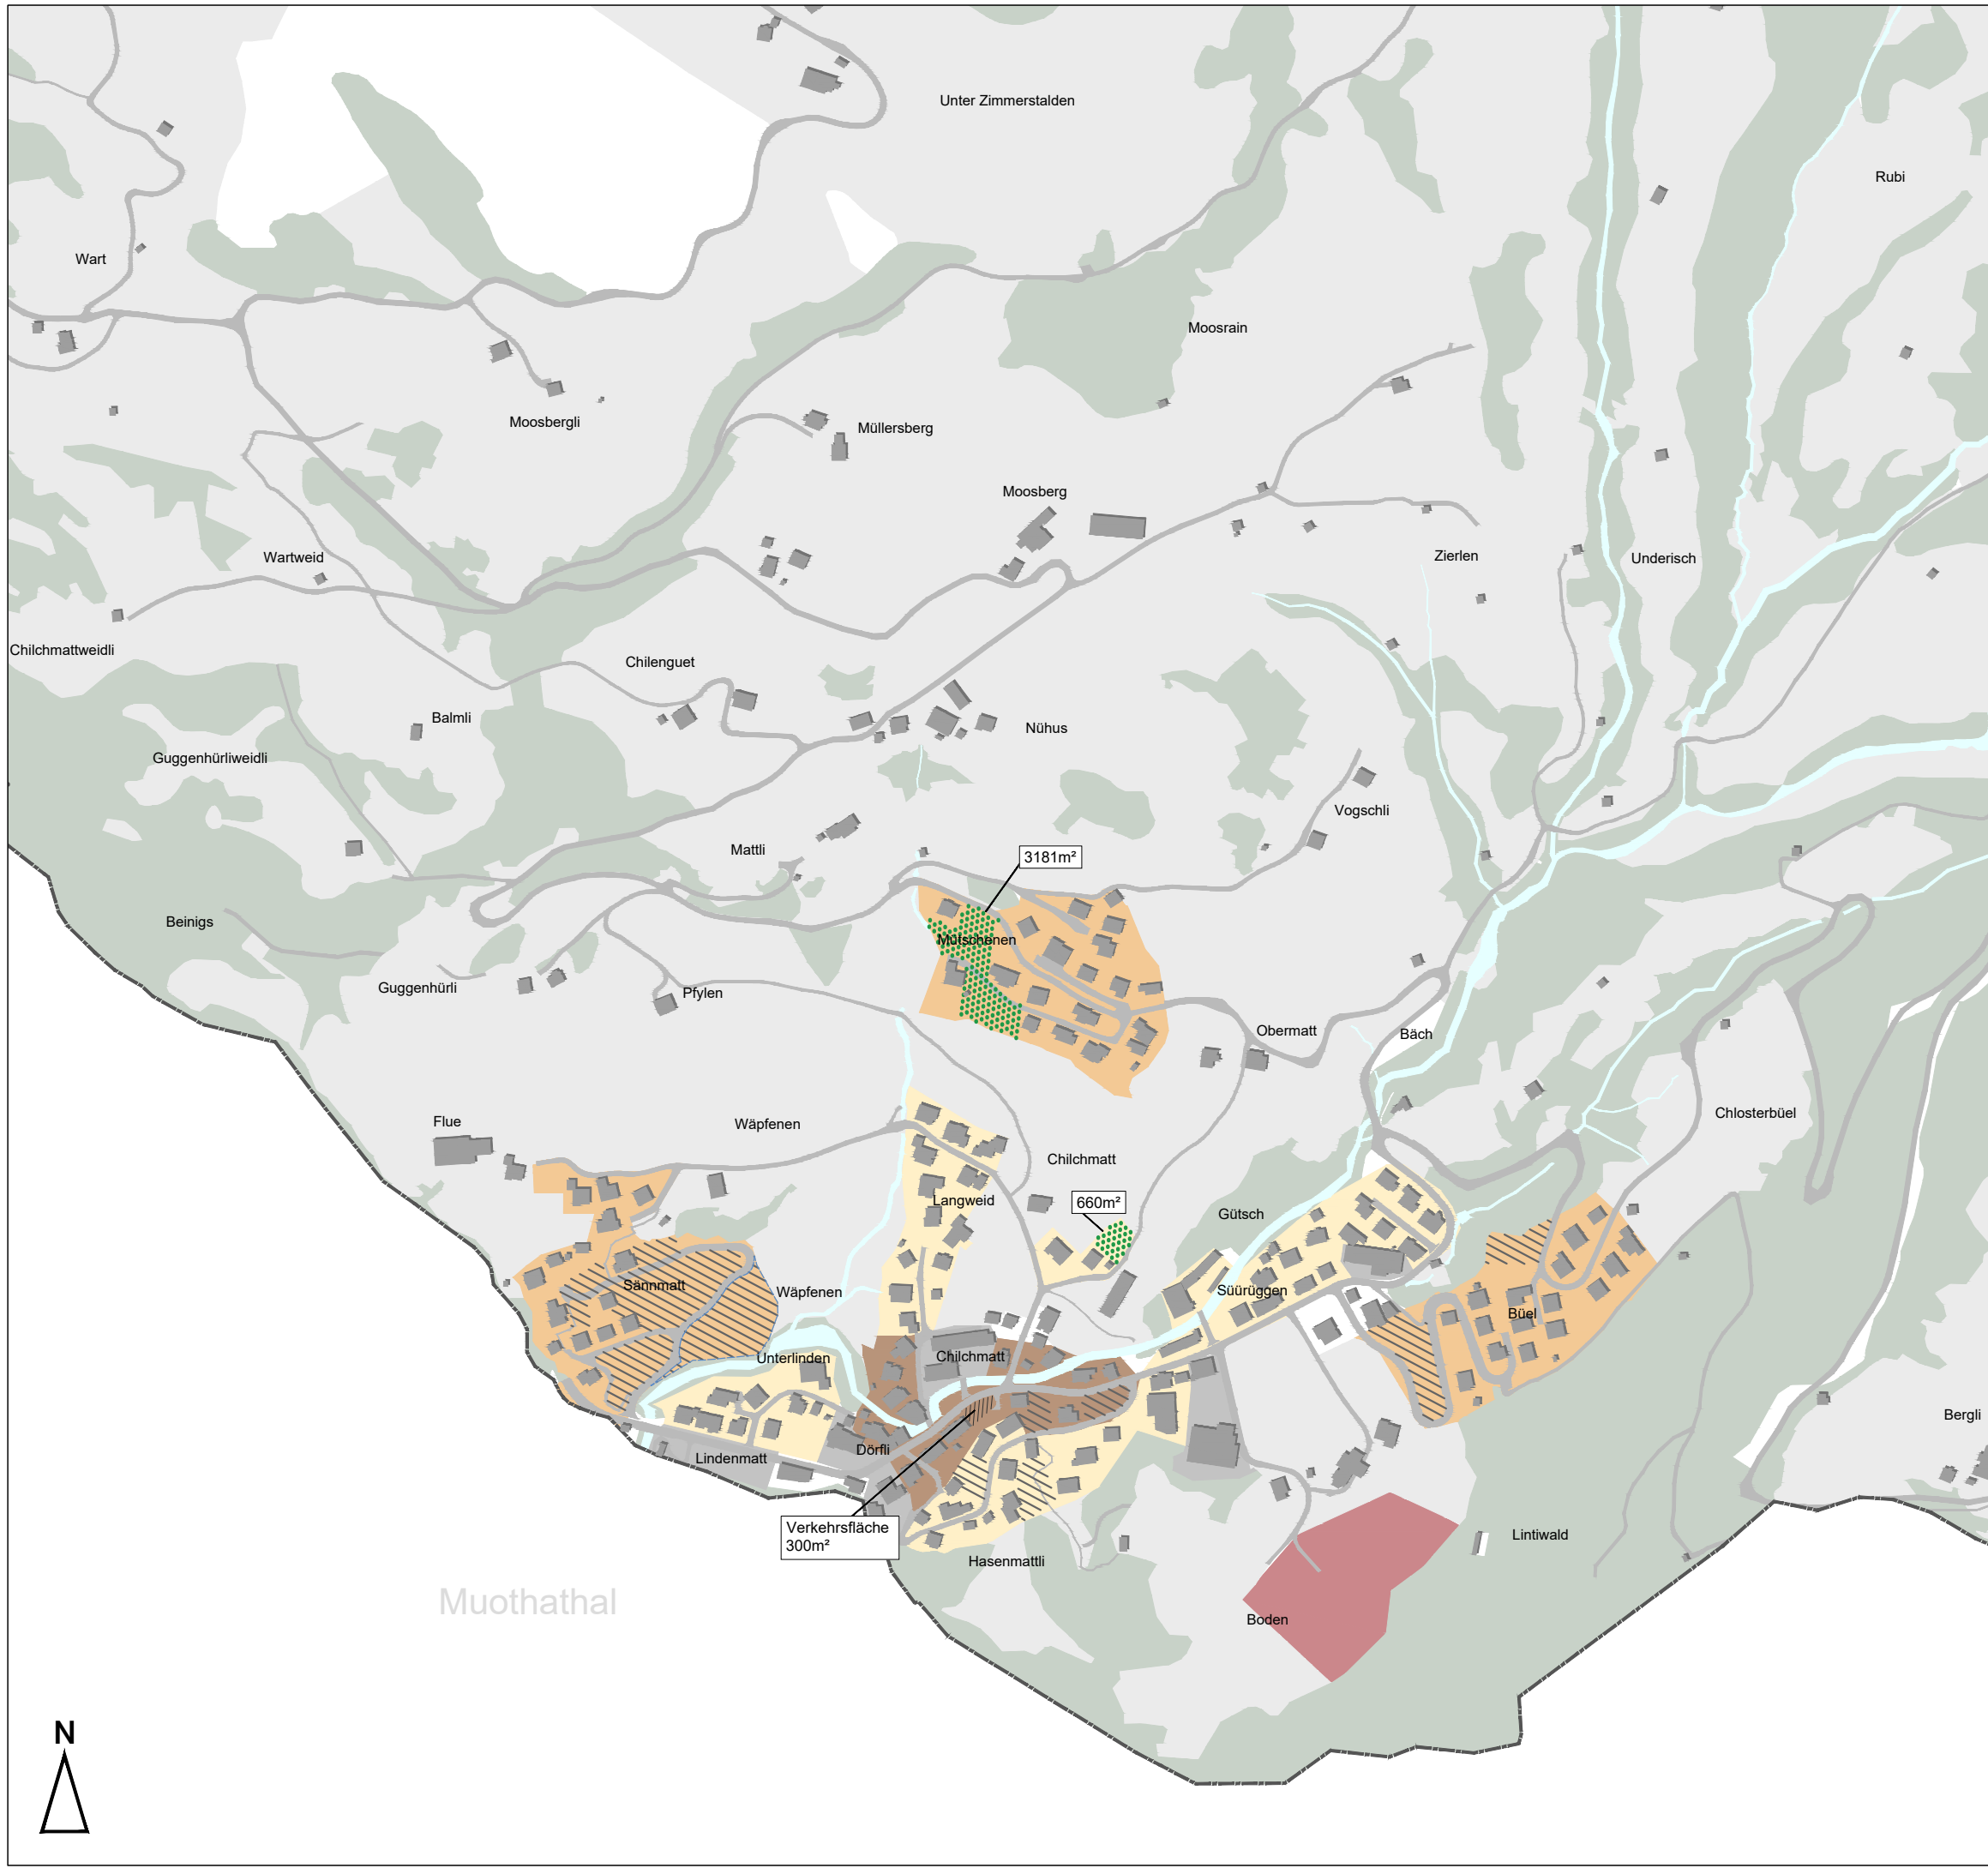 Unter Zimmerstalden
Rubi
Wart
Moosrain
Moosbergli
Müllersberg
Moosberg
Wartweid
Zierlen
Underisch
Chilchmattweidli
Chilenguet
Balmli
Nühus
Guggenhürliweidli
Vogschli
Mattli
3181m²
Beinigs
Mütschenen
Guggenhürli
Pfylen
Obermatt
Bäch
Chlosterbüel
Flue
Wäpfenen
Chilchmatt
Langweid
660m²
Gütsch
Sännmatt
Wäpfenen
Süürüggen
Büel
Unterlinden
Chilchmatt
Bergli
Dörfli
Lindenmatt
Verkehrsfläche
300m²
Lintiwald
Hasenmattli
Muothathal
Boden
N